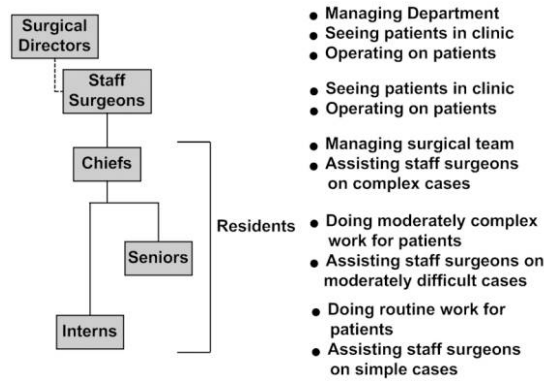 Surgical
Directors
● Managing Department
● Seeing patients in clinic
● Operating on patients
Staff
Surgeons
● Seeing patients in clinic
● Operating on patients
Chiefs
● Managing surgical team
● Assisting staff surgeons
on complex cases
Residents
Seniors
● Doing moderately complex
work for patients
● Assisting staff surgeons on
moderately difficult cases
Interns
● Doing routine work for
patients
● Assisting staff surgeons
on simple cases